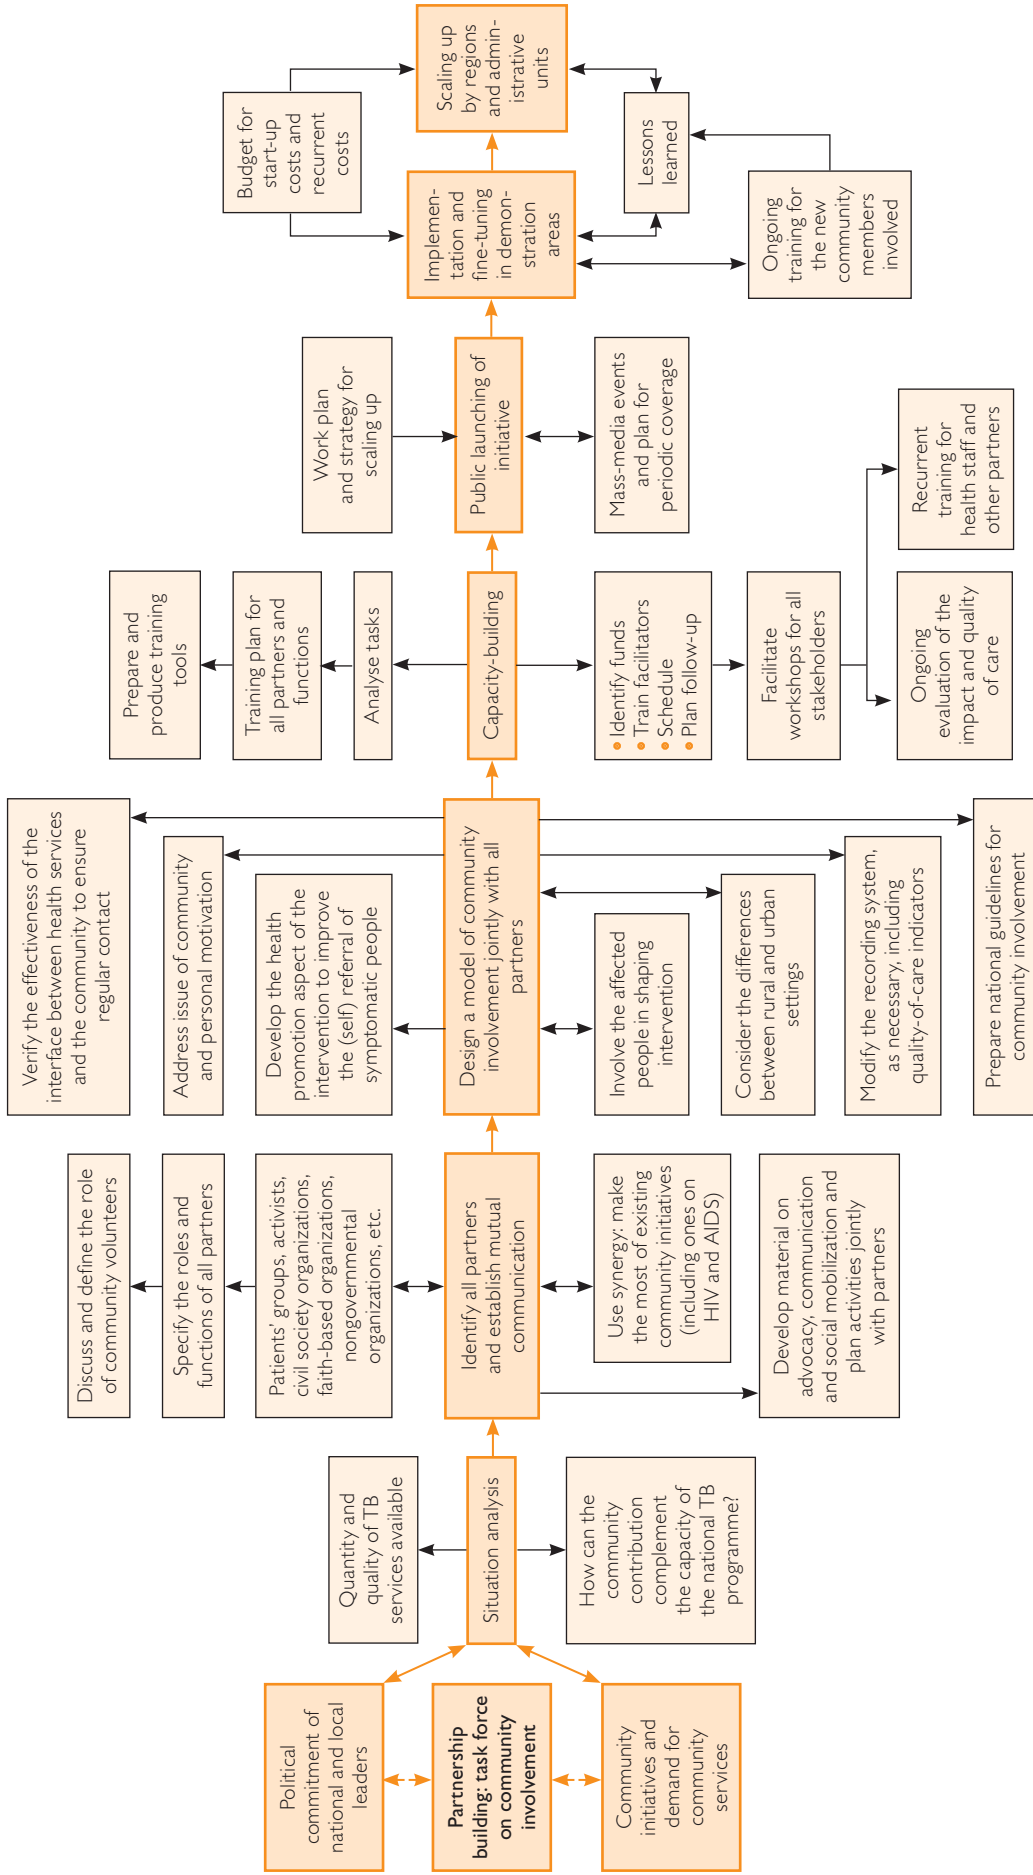 Political
commitment of
national and local
leaders
Partnership
building: task force
on community
involvement
Community
initiatives and
demand for
community
services
Quantity and
quality of TB
services available
Situation analysis
How can the
community
contribution
complement
the capacity of
the national TB
programme?
Discuss and define the role
of community volunteers
Specify the roles and
functions of all partners
Patients' groups, activists,
civil society organizations,
faith-based organizations,
nongovernmental
organizations, etc.
Identify all partners
and establish mutual
communication
Use synergy: make
the most of existing
community initiatives
(including ones on
HIV and AIDS)
Develop material on
advocacy, communication
and social mobilization and
plan activities jointly
with partners
Verify the effectiveness of the
interface between health services
and the community to ensure
regular contact
Address issue of community
and personal motivation
Develop the health
promotion aspect of the
intervention to improve
the (self) referral of
symptomatic people
Design a model of community
involvement jointly with all
partners
Involve the affected
people in shaping
intervention
Consider the differences
between rural and urban
settings
Modify the recording system,
as necessary, including
quality-of-care indicators
Prepare national guidelines for
community involvement
Prepare and
produce training
tools
Training plan for
all partners and
functions
Analyse tasks
Capacity-building
• Identify funds
• Train facilitators
• Schedule
• Plan follow-up
Facilitate
workshops for all
stakeholders
Ongoing
evaluation of the
impact and quality
of care
Recurrent
training for
health staff and
other partners
Work plan
and strategy for
scaling up
Public launching of
initiative
Mass-media events
and plan for
periodic coverage
Budget for
start-up
costs and
recurrent
costs
Implemen-
tation and
fine-tuning
in demon-
stration
areas
Scaling up
by regions
and admin-
istrative
units
Lessons
learned
Ongoing
training for
the new
community
members
involved